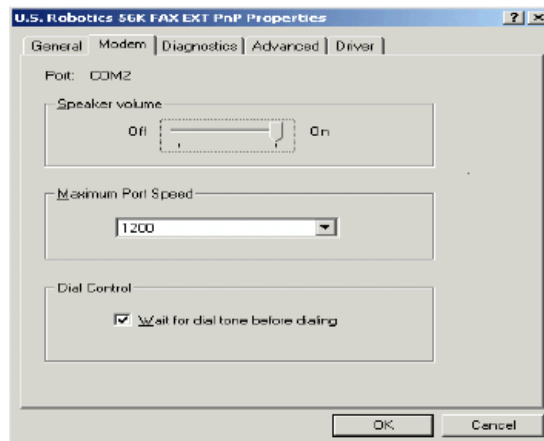 U.S. Robotics 56K FAX EXT PnP Properties
General Modem Diagnostics Advanced Driver
Port: COM2
Speaker volume
Off On
Maximum Port Speed
1200
Dial Control
Wait for dial tone before dialing
OK Cancel